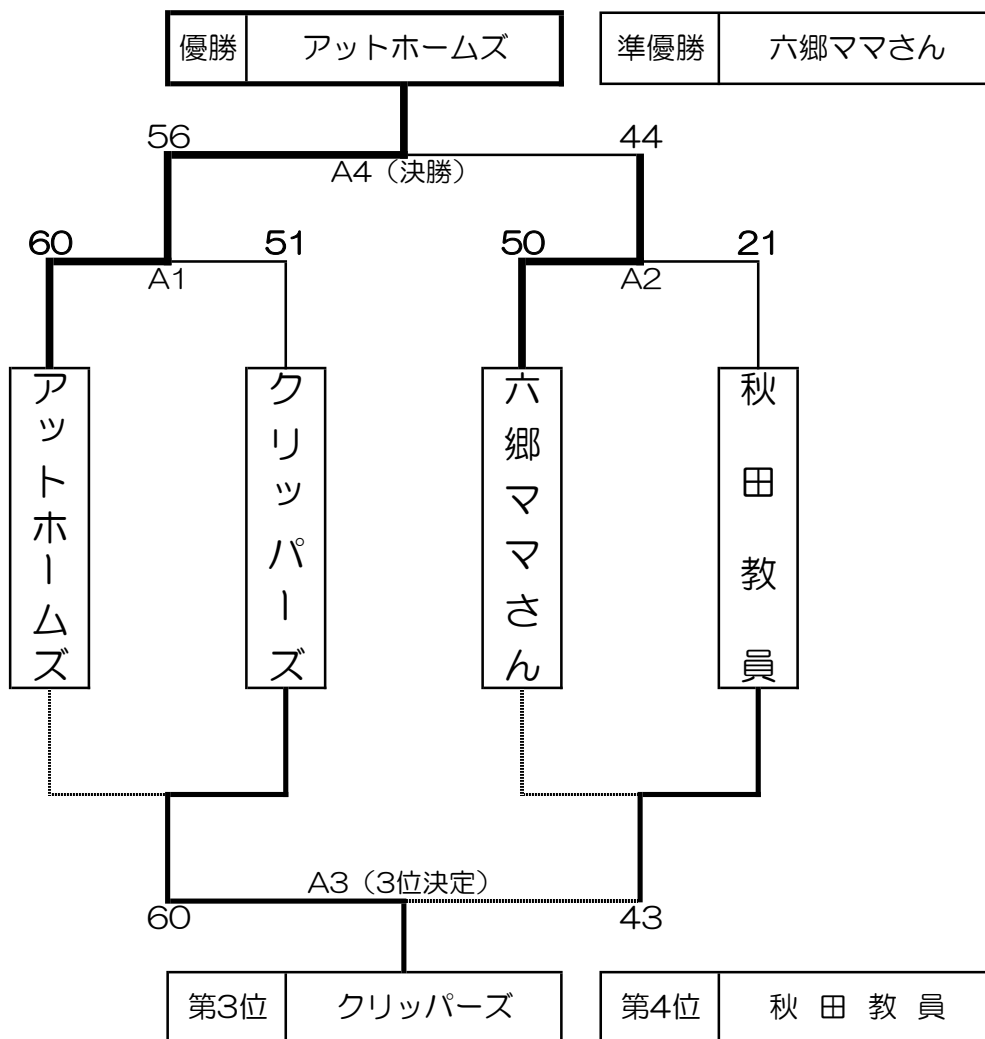 優勝 アットホームズ 準優勝 六郷ママさん
56 44
A4（決勝）
60 51 50 21
A1 A2
アットホームズ
クリッパーズ
六郷ママさん
秋田教員
A3（3位決定）
60 43
第3位 クリッパーズ 第4位 秋田教員